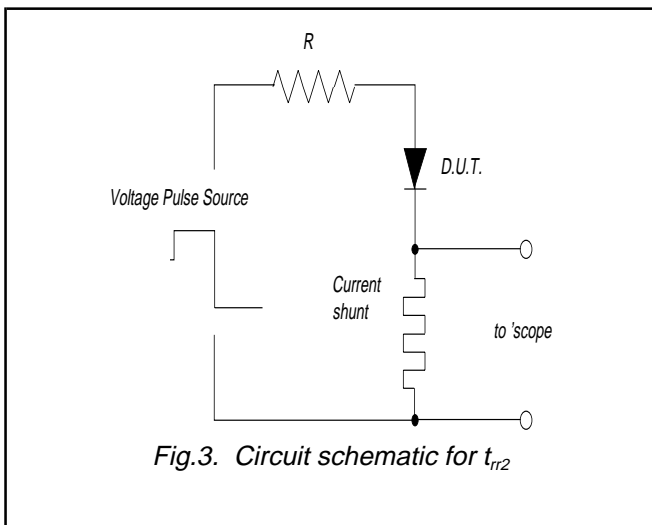 R
D.U.T.
Voltage Pulse Source
Current
shunt
to 'scope
Fig.3. Circuit schematic for trr2